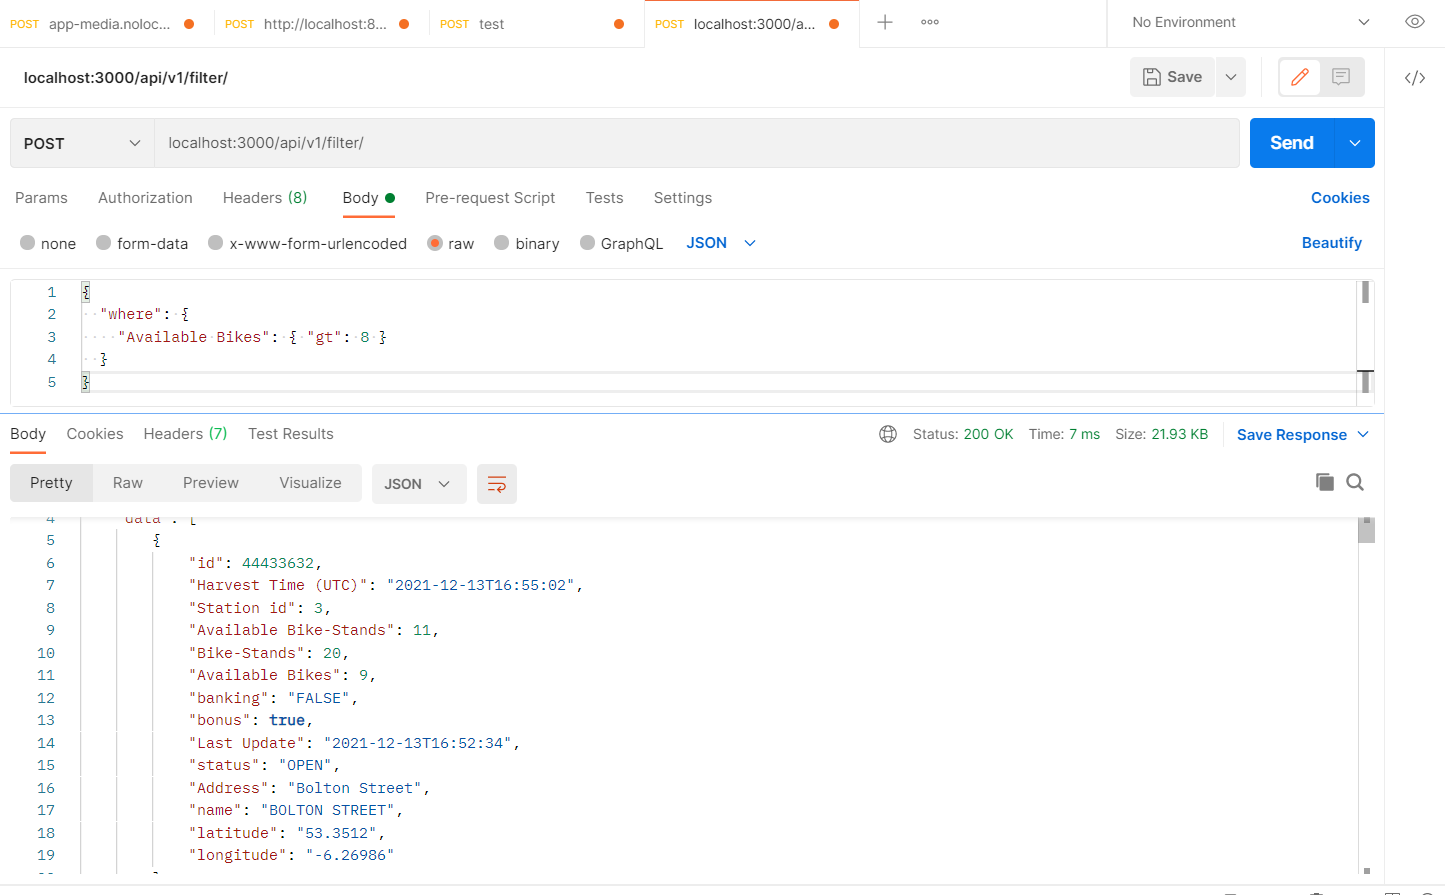 POST app-media.noloc... POST http://localhost:8... POST test POST localhost:3000/a... No Environment
localhost:3000/api/v1/filter/ Save
POST localhost:3000/api/v1/filter/ Send
Params Authorization Headers (8) Body Pre-request Script Tests Settings Cookies
none form-data x-www-form-urlencoded raw binary GraphQL JSON Beautify
1 {
2 "where": {
3 "Available Bikes": { "gt": 8 }
4 }
5 }
Body Cookies Headers (7) Test Results Status: 200 OK Time: 7 ms Size: 21.93 KB Save Response
Pretty Raw Preview Visualize JSON
4 "data": [
5 {
6 "id": 44433632,
7 "Harvest Time (UTC)": "2021-12-13T16:55:02",
8 "Station id": 3,
9 "Available Bike-Stands": 11,
10 "Bike-Stands": 20,
11 "Available Bikes": 9,
12 "banking": "FALSE",
13 "bonus": true,
14 "Last Update": "2021-12-13T16:52:34",
15 "status": "OPEN",
16 "Address": "Bolton Street",
17 "name": "BOLTON STREET",
18 "latitude": "53.3512",
19 "longitude": "-6.26986"